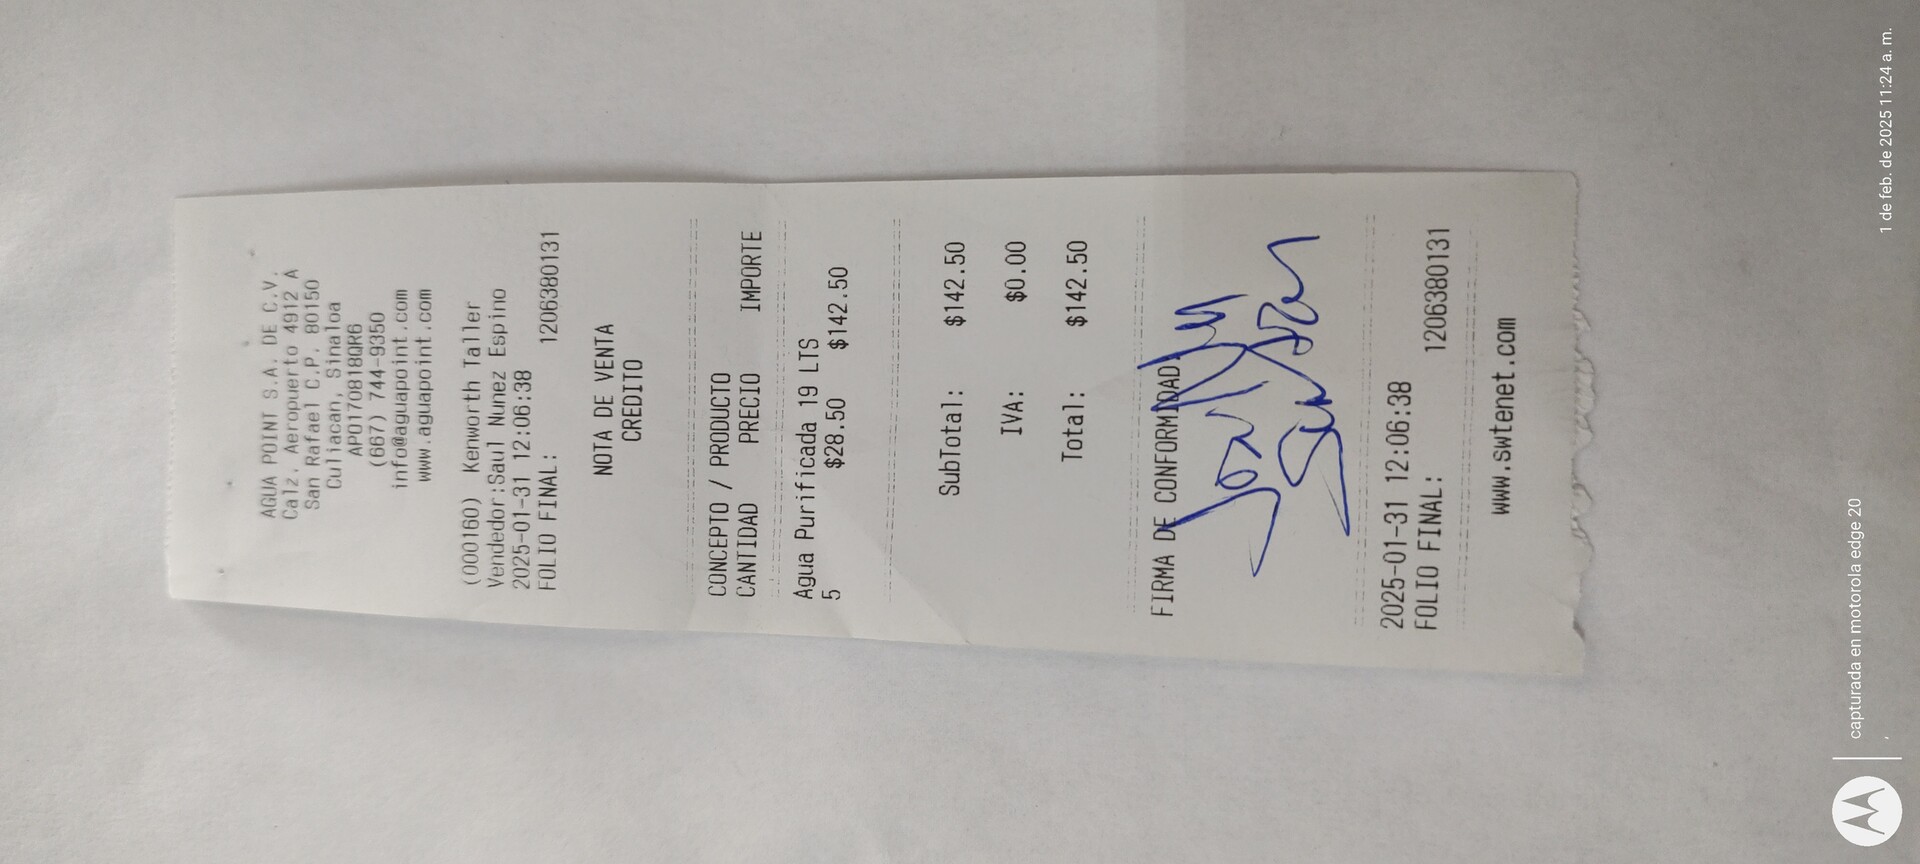 AGUA POINT S.A. DE C.V.
Calz. Aeropuerto 4912 A
San Rafael C.P. 80150
Culiacan, Sinaloa
APO170818QR6
(667) 744-9350
info@aguapoint.com
www.aguapoint.com
(000160) Kenworth Taller
Vendedor:Saul Nunez Espino
2025-01-31 12:06:38
FOLIO FINAL: 1206380131
NOTA DE VENTA
CREDITO
CONCEPTO / PRODUCTO
CANTIDAD PRECIO IMPORTE
Agua Purificada 19 LTS
5 $28.50 $142.50
SubTotal: $142.50
IVA: $0.00
Total: $142.50
FIRMA DE CONFORMIDAD
2025-01-31 12:06:38
FOLIO FINAL: 1206380131
www.swtenet.com
capturada en motorola edge 20
1 de feb. de 2025 11:24 a. m.